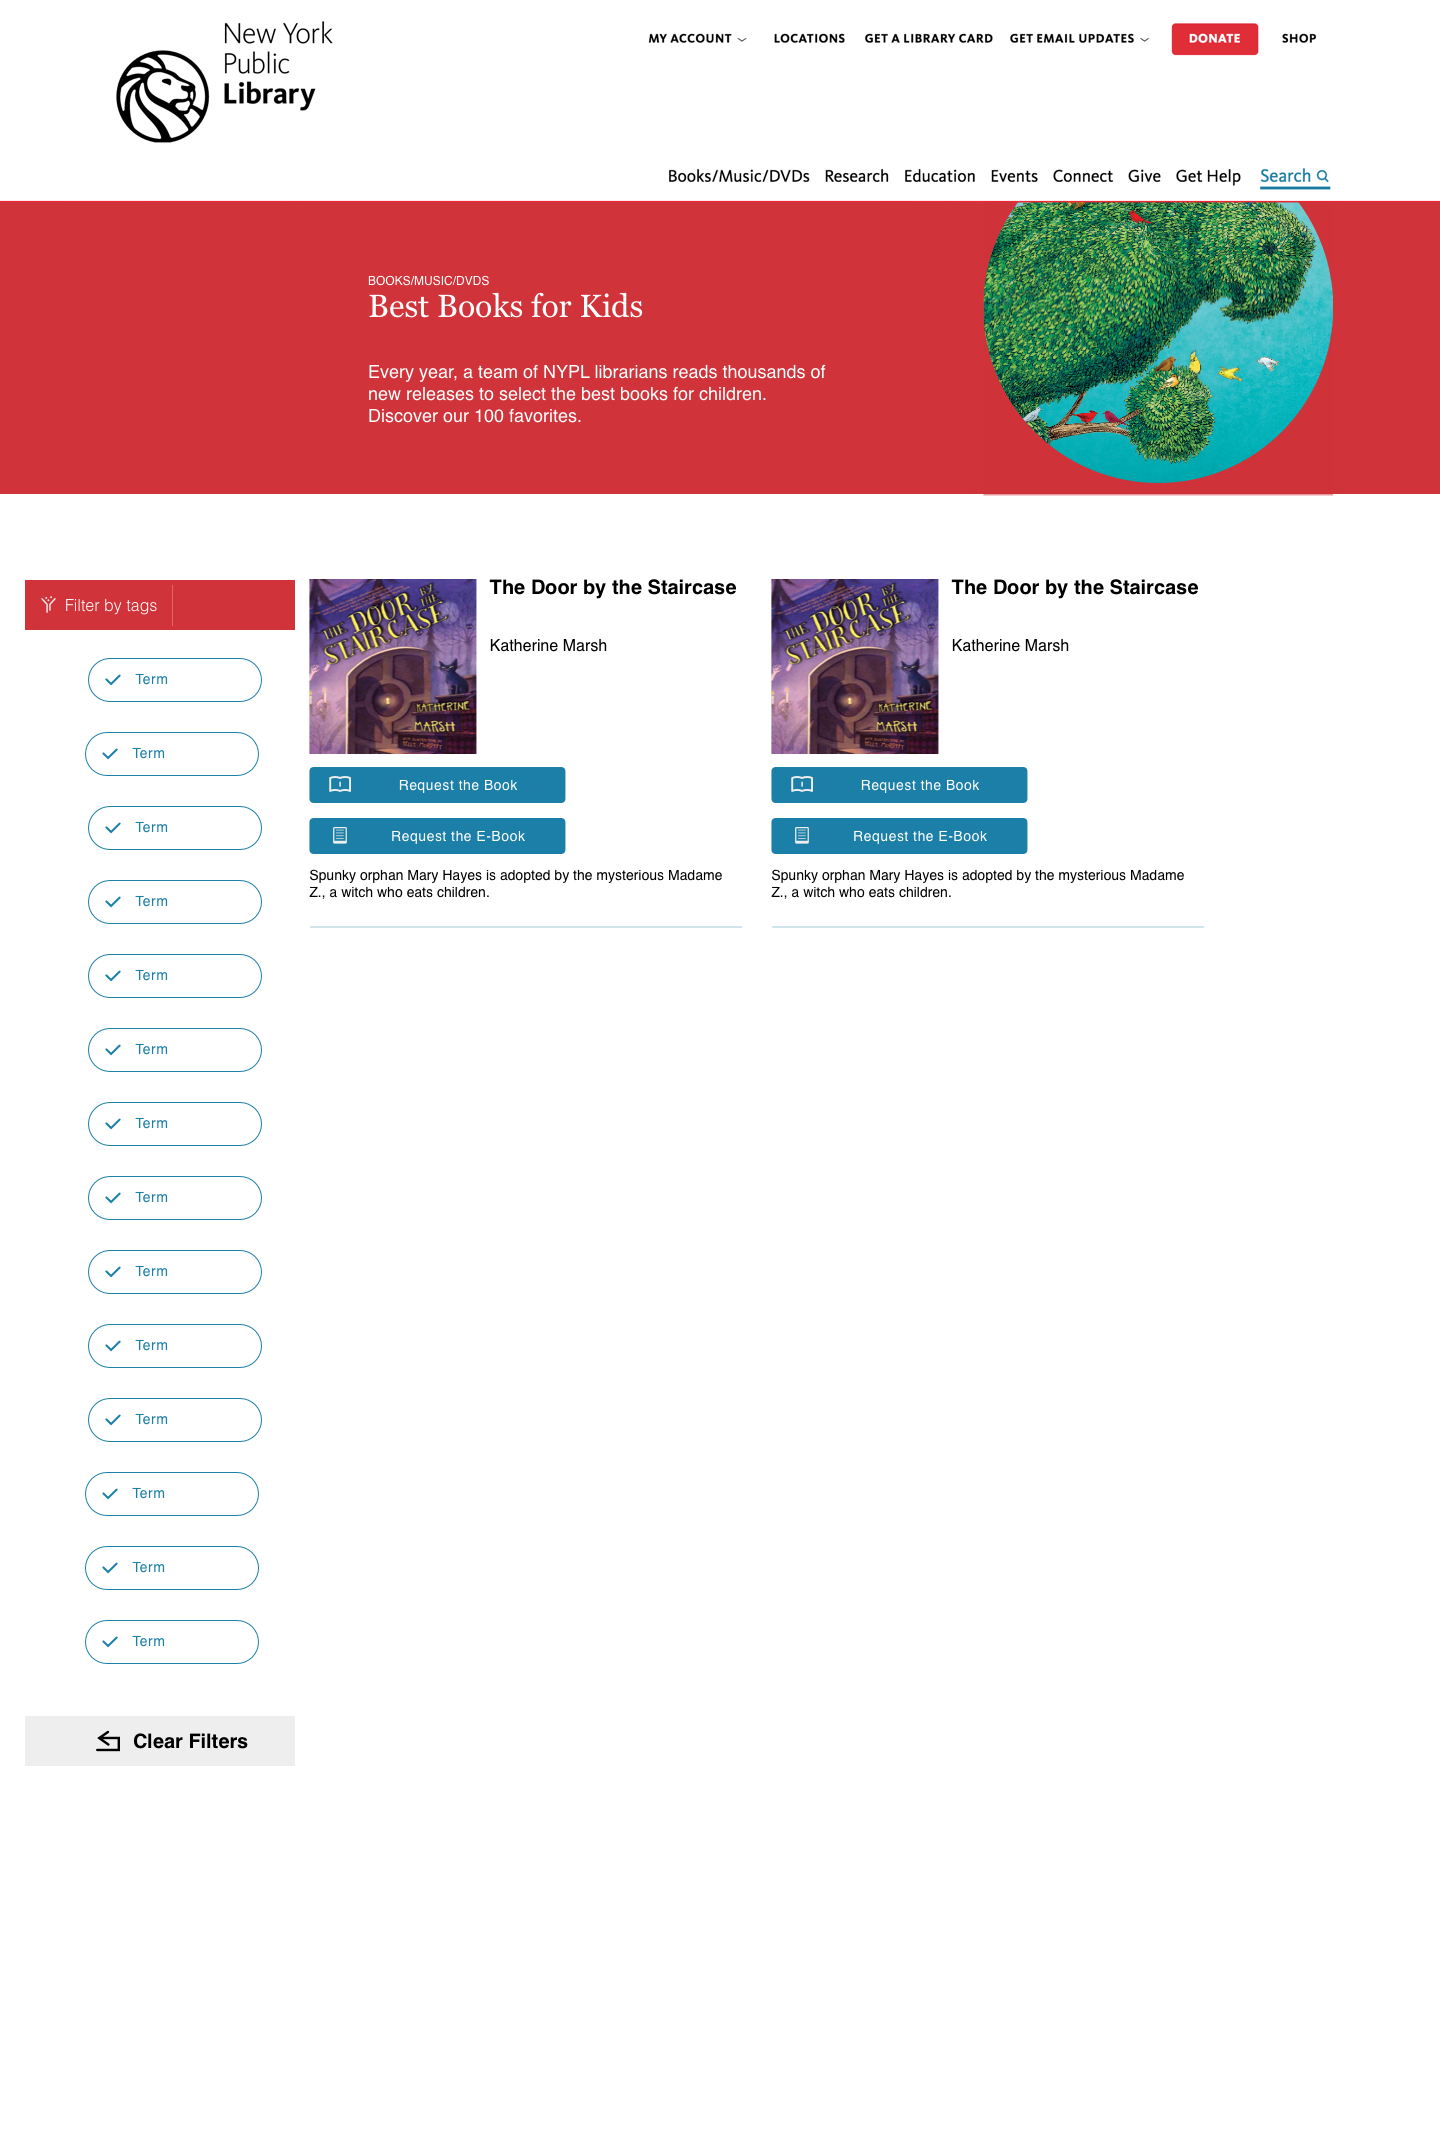 New York
Public
Library
MY ACCOUNT
LOCATIONS
GET A LIBRARY CARD
GET EMAIL UPDATES
DONATE
SHOP
Books/Music/DVDs
Research
Education
Events
Connect
Give
Get Help
Search
BOOKS/MUSIC/DVDS
Best Books for Kids
Every year, a team of NYPL librarians reads thousands of
new releases to select the best books for children.
Discover our 100 favorites.
Filter by tags
Term
Term
Term
Term
Term
Term
Term
Term
Term
Term
Term
Term
Term
Term
Clear Filters
THE DOOR BY THE
STAIRCASE
KATHERINE
MARSH
The Door by the Staircase
Katherine Marsh
Request the Book
Request the E-Book
Spunky orphan Mary Hayes is adopted by the mysterious Madame
Z., a witch who eats children.
THE DOOR BY THE
STAIRCASE
KATHERINE
MARSH
The Door by the Staircase
Katherine Marsh
Request the Book
Request the E-Book
Spunky orphan Mary Hayes is adopted by the mysterious Madame
Z., a witch who eats children.